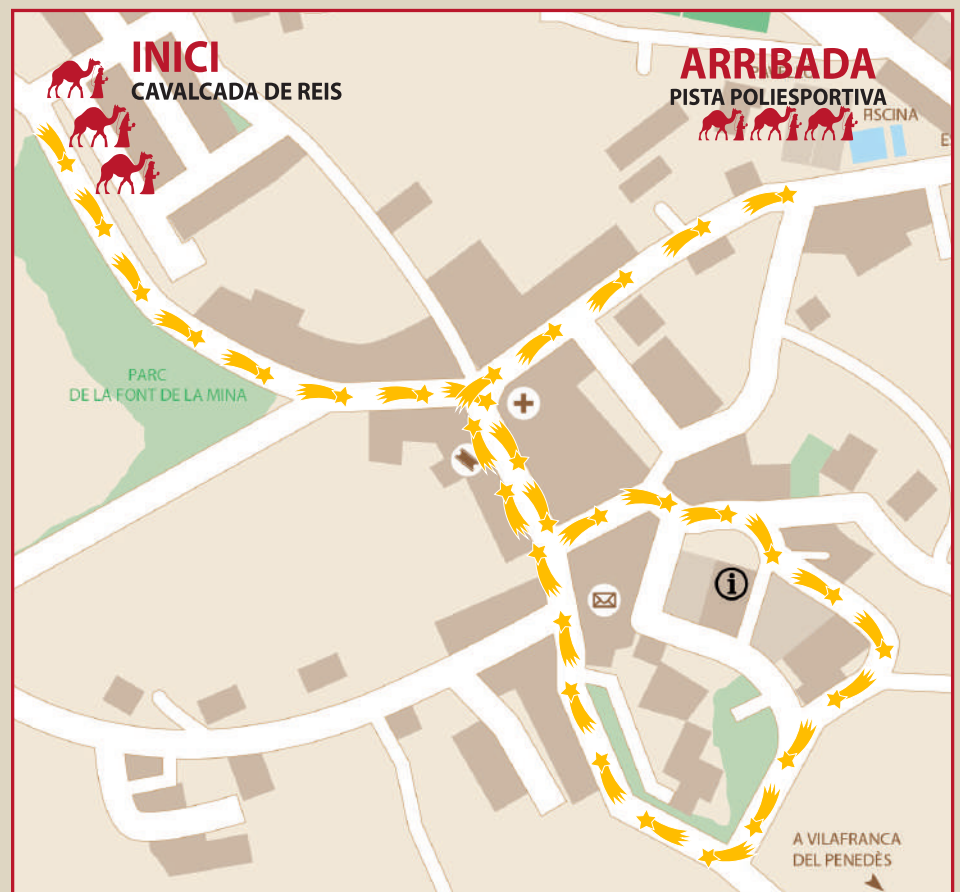 INICI
CAVALCADA DE REIS
ARRIBADA
PISTA POLIESPORTIVA
PARC
DE LA FONT DE LA MINA
A VILAFRANCA
DEL PENEDÈS